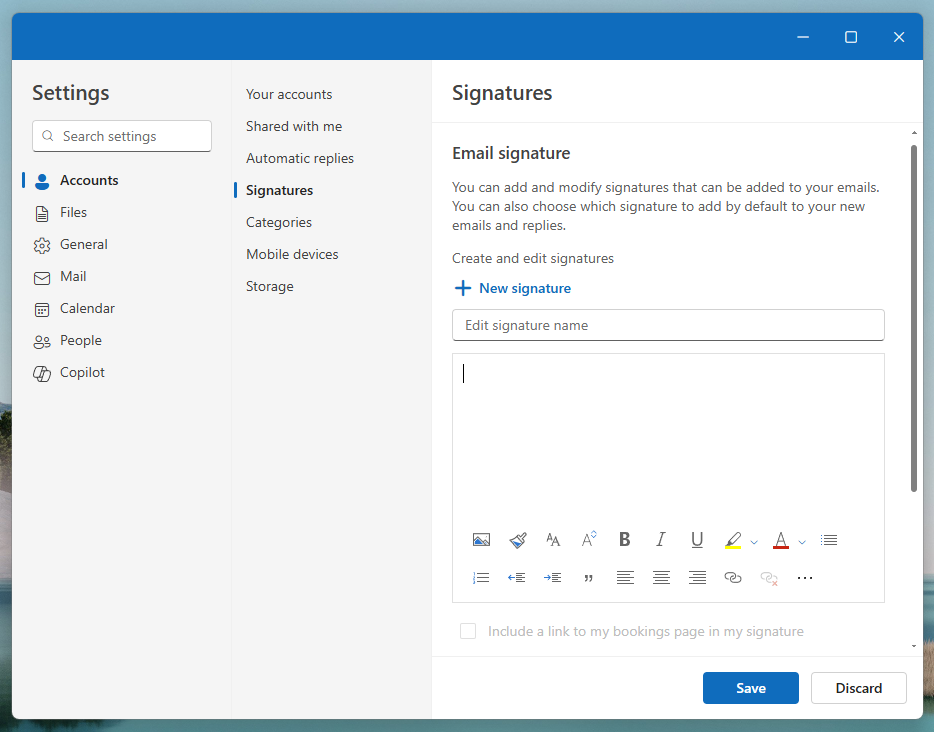 Settings
Search settings
Accounts
Files
General
Mail
Calendar
People
Copilot
Your accounts
Shared with me
Automatic replies
Signatures
Categories
Mobile devices
Storage
Signatures
Email signature
You can add and modify signatures that can be added to your emails.
You can also choose which signature to add by default to your new
emails and replies.
Create and edit signatures
New signature
Edit signature name
Include a link to my bookings page in my signature
Save
Discard